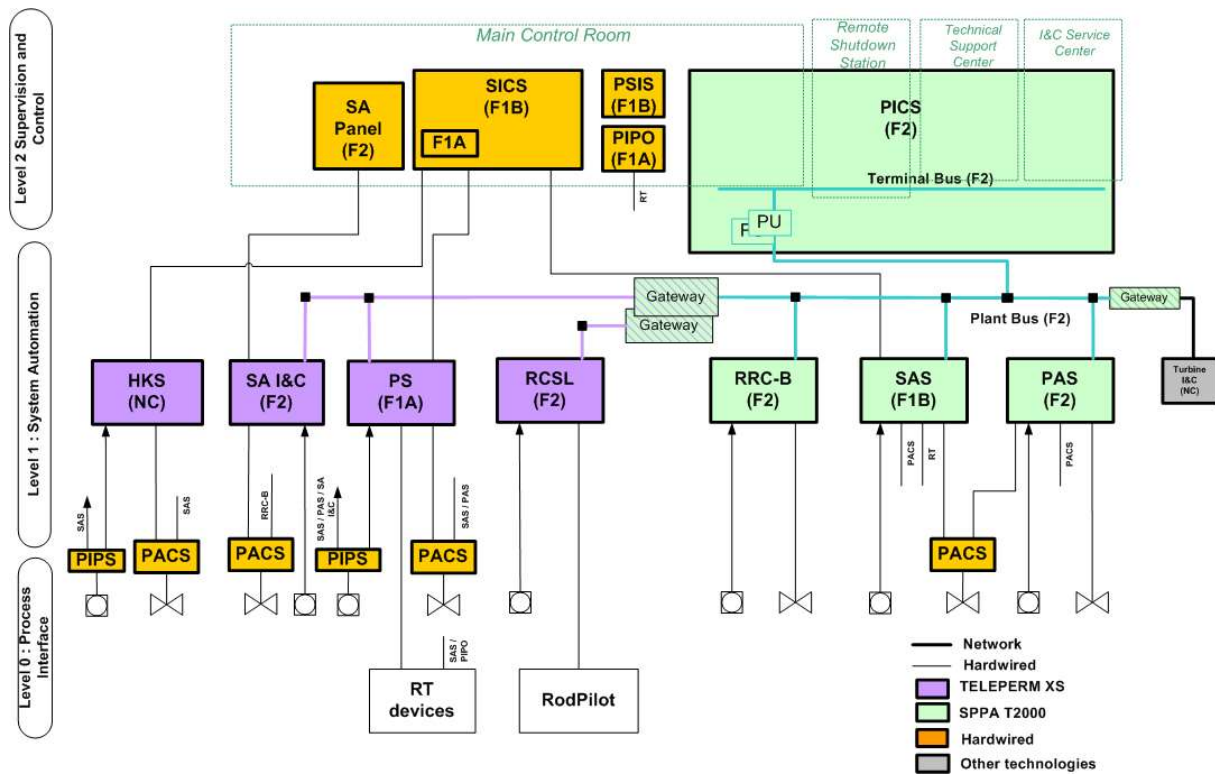 Level 2 Supervision and
Control
Main Control Room
Remote
Shutdown
Station
Technical
Support
Center
I&C Service
Center
SA
Panel
(F2)
SICS
(F1B)
F1A
PSIS
(F1B)
PIPO
(F1A)
RT
PICS
(F2)
Terminal Bus (F2)
PU
Level 1 : System Automation
Gateway
Gateway
Gateway
Plant Bus (F2)
HKS
(NC)
SA I&C
(F2)
PS
(F1A)
RCSL
(F2)
RRC-B
(F2)
SAS
(F1B)
PAS
(F2)
Turbine
I&C
(NC)
SAS
SAS
RRC-B
SAS / PAS / SA
I&C
SAS / PAS
PACS
RT
PACS
PIPS
PACS
PACS
PIPS
PACS
PACS
Level 0 : Process
Interface
SAS /
PIPO
RT
devices
RodPilot
Network
Hardwired
TELEPERM XS
SPPA T2000
Hardwired
Other technologies